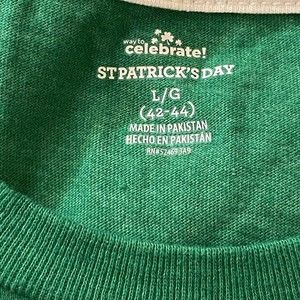 way to
celebrate!
ST PATRICK'S DAY
L/G
(42-44)
MADE IN PAKISTAN
HECHO EN PAKISTAN